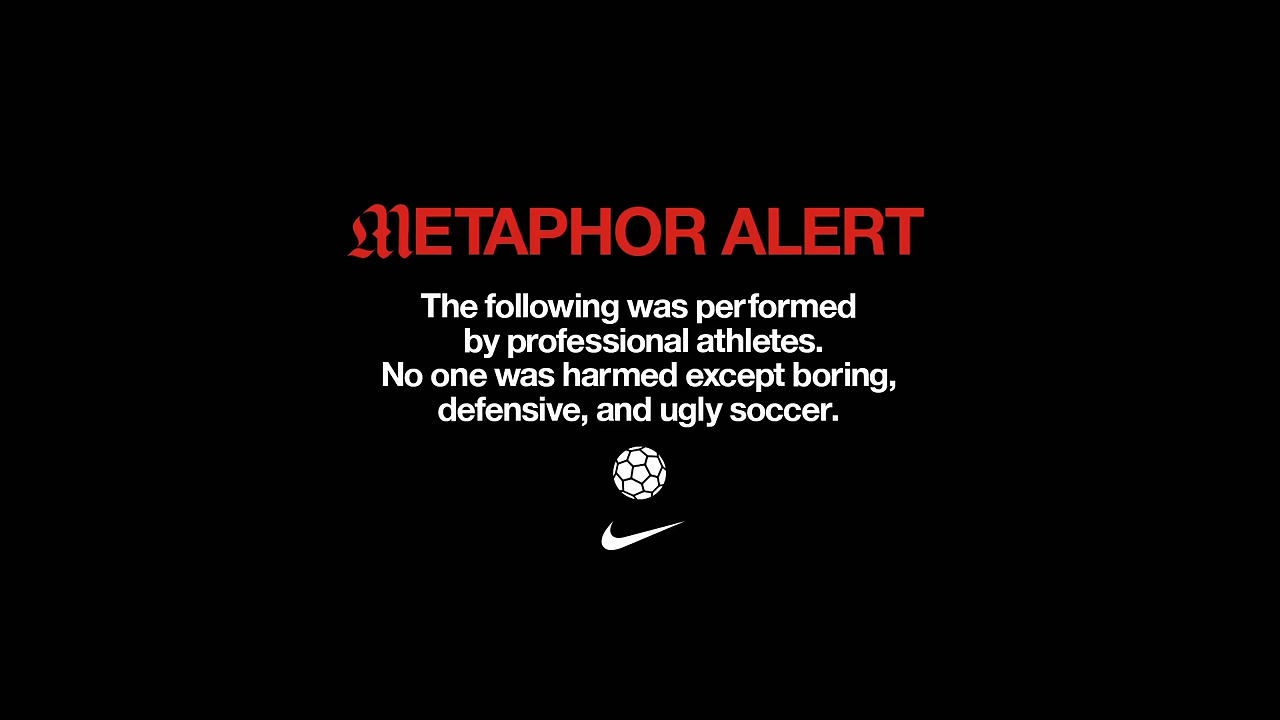 METAPHOR ALERT
The following was performed
by professional athletes.
No one was harmed except boring,
defensive, and ugly soccer.